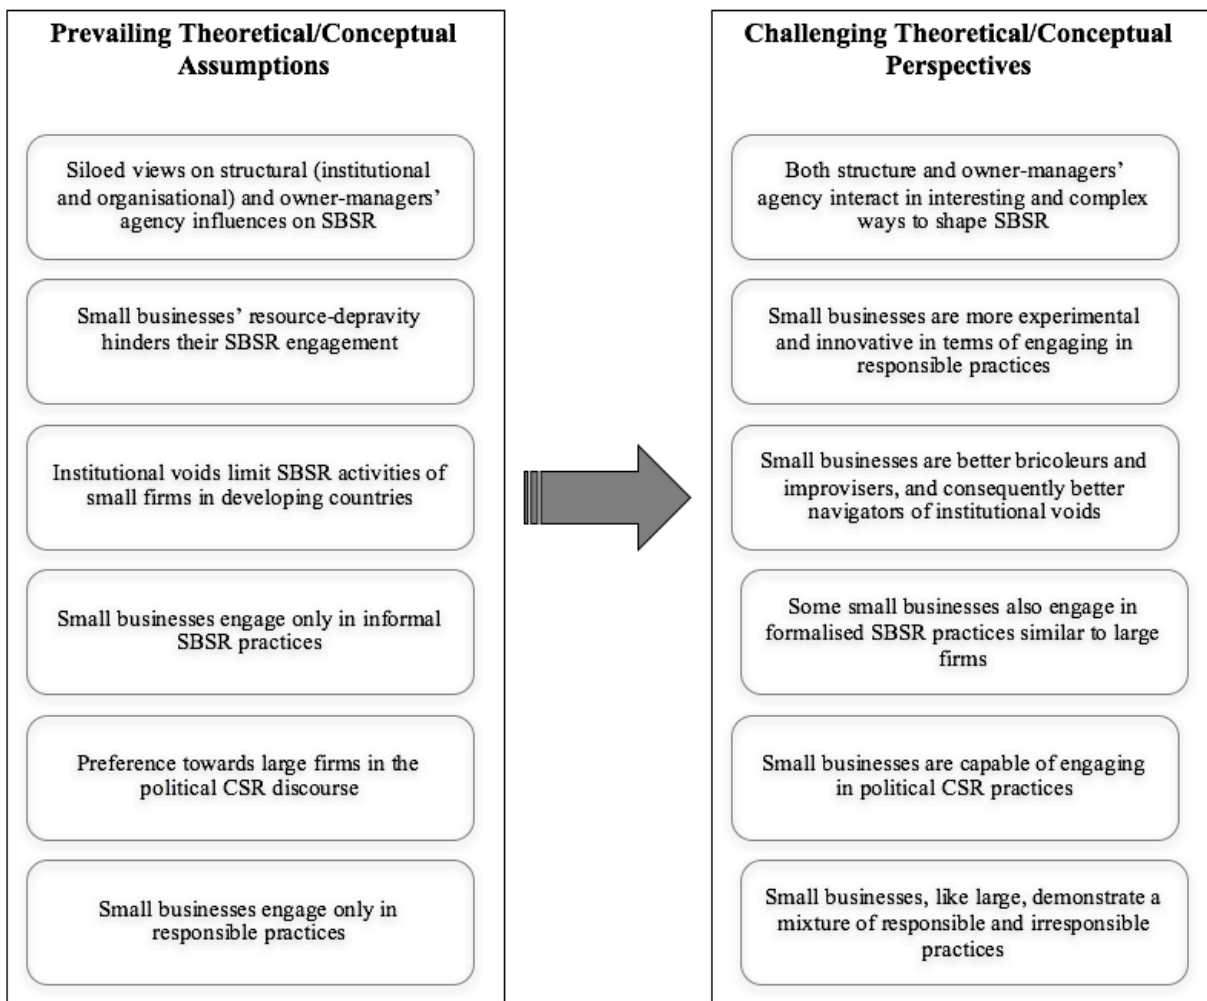 Prevailing Theoretical/Conceptual
Assumptions
Siloed views on structural (institutional
and organisational) and owner-managers’
agency influences on SBSR
Small businesses’ resource-depravity
hinders their SBSR engagement
Institutional voids limit SBSR activities of
small firms in developing countries
Small businesses engage only in informal
SBSR practices
Preference towards large firms in the
political CSR discourse
Small businesses engage only in
responsible practices
Challenging Theoretical/Conceptual
Perspectives
Both structure and owner-managers’
agency interact in interesting and complex
ways to shape SBSR
Small businesses are more experimental
and innovative in terms of engaging in
responsible practices
Small businesses are better bricoleurs and
improvisers, and consequently better
navigators of institutional voids
Some small businesses also engage in
formalised SBSR practices similar to large
firms
Small businesses are capable of engaging
in political CSR practices
Small businesses, like large, demonstrate a
mixture of responsible and irresponsible
practices